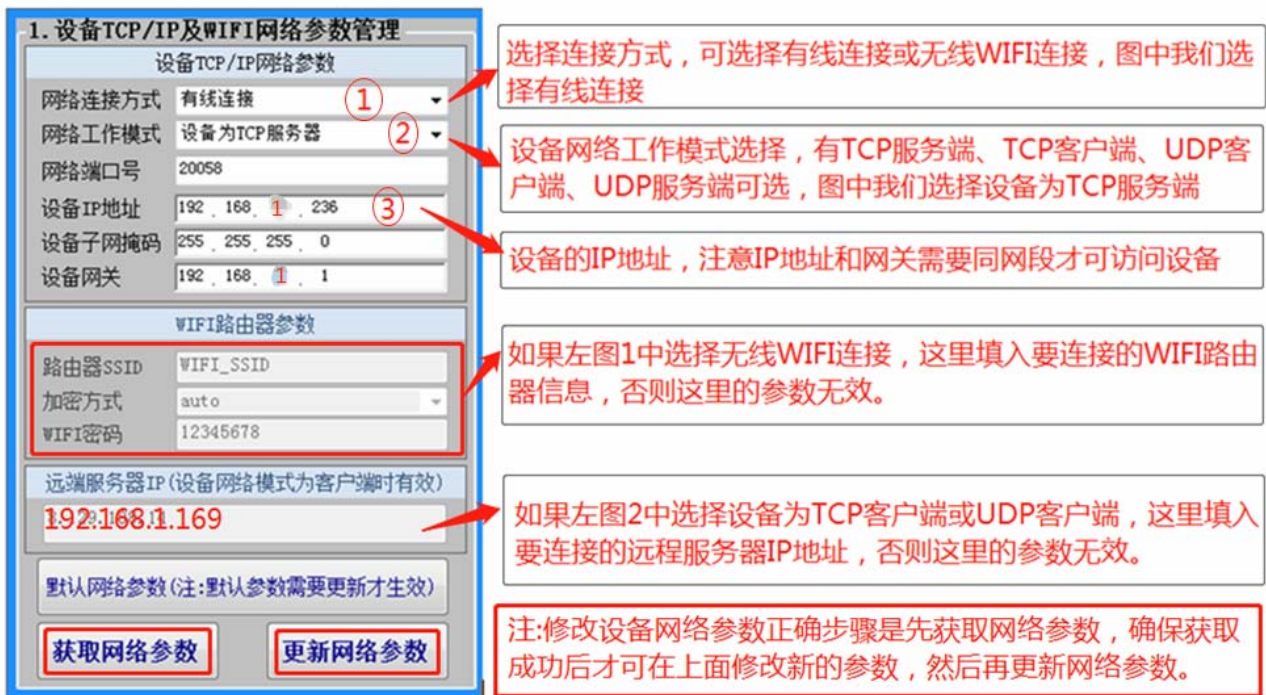 1.设备TCP/IP及WIFI网络参数管理
设备TCP/IP网络参数
网络连接方式 有线连接 ①
网络工作模式 设备为TCP服务器 ②
网络端口号 20058
设备IP地址 192 . 168 . 1 . 236 ③
设备子网掩码 255 . 255 . 255 . 0
设备网关 192 . 168 . 1 . 1
WIFI路由器参数
路由器SSID WIFI_SSID
加密方式 auto
WIFI密码 12345678
远端服务器IP(设备网络模式为客户端时有效)
192.168.1.169
默认网络参数(注:默认参数需要更新才生效)
获取网络参数 更新网络参数
选择连接方式，可选择有线连接或无线WIFI连接，图中我们选
择有线连接
设备网络工作模式选择，有TCP服务端、TCP客户端、UDP客
户端、UDP服务端可选，图中我们选择设备为TCP服务端
设备的IP地址，注意IP地址和网关需要同网段才可访问设备
如果左图1中选择无线WIFI连接，这里填入要连接的WIFI路由
器信息，否则这里的参数无效。
如果左图2中选择设备为TCP客户端或UDP客户端，这里填入
要连接的远程服务器IP地址，否则这里的参数无效。
注:修改设备网络参数正确步骤是先获取网络参数，确保获取
成功后才可在上面修改新的参数，然后再更新网络参数。